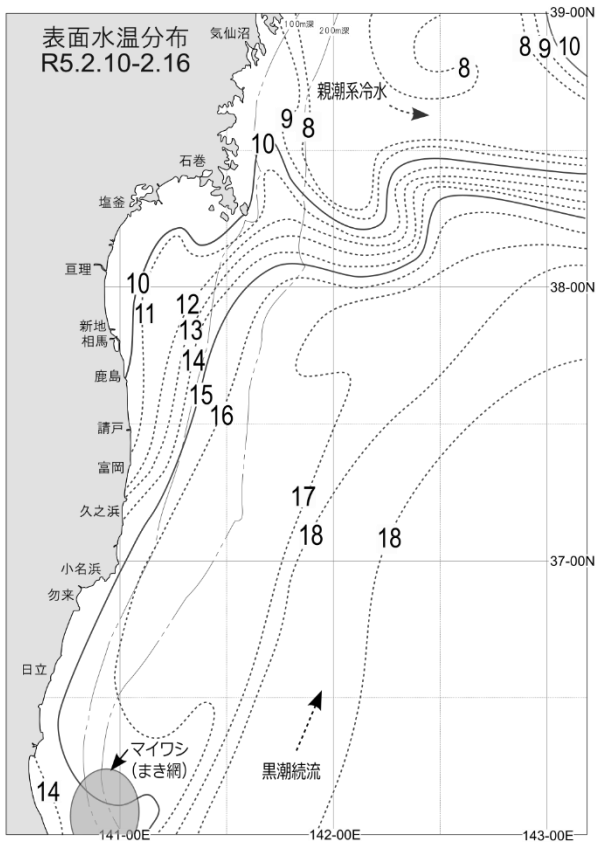 表面水温分布
R5.2.10-2.16
39-00N
気仙沼
100m深
200m深
8
9
10
8
親潮系冷水
9
8
10
石巻
塩釜
亘理
10
38-00N
11
12
新地
13
相馬
14
鹿島
15
16
請戸
富岡
17
久之浜
18
18
37-00N
小名浜
勿来
日立
マイワシ
(まき網)
黒潮続流
14
141-00E
142-00E
143-00E